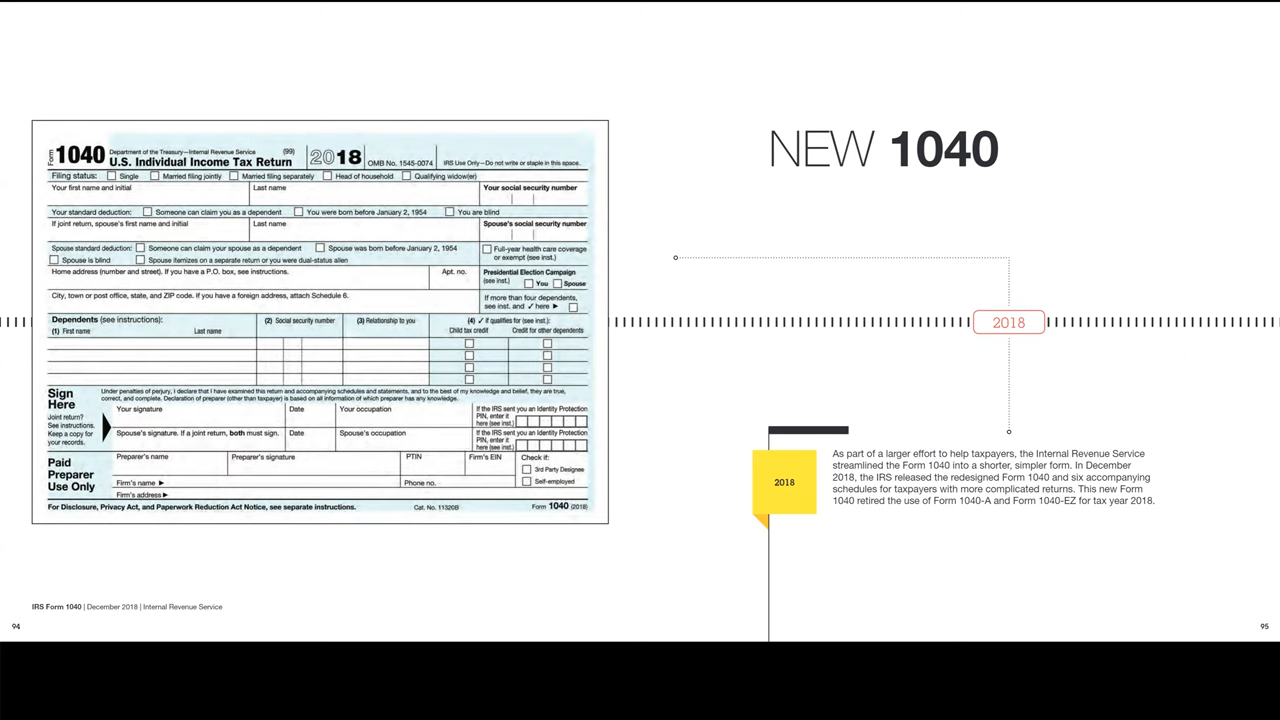 Form 1040 Department of the Treasury—Internal Revenue Service (99)
U.S. Individual Income Tax Return 2018 OMB No. 1545-0074 IRS Use Only—Do not write or staple in this space.
Filing status: Single Married filing jointly Married filing separately Head of household Qualifying widow(er)
Your first name and initial Last name Your social security number
Your standard deduction: Someone can claim you as a dependent You were born before January 2, 1954 You are blind
If joint return, spouse's first name and initial Last name Spouse's social security number
Spouse standard deduction: Someone can claim your spouse as a dependent Spouse was born before January 2, 1954 Full-year health care coverage
Spouse is blind Spouse itemizes on a separate return or you were dual-status alien or exempt (see inst.)
Home address (number and street). If you have a P.O. box, see instructions. Apt. no. Presidential Election Campaign
(see inst.) You Spouse
City, town or post office, state, and ZIP code. If you have a foreign address, attach Schedule 6. If more than four dependents,
see inst. and ✓ here ►
Dependents (see instructions): (2) Social security number (3) Relationship to you (4) ✓ if qualifies for (see inst.):
(1) First name Last name Child tax credit Credit for other dependents
Sign
Here
Joint return?
See instructions.
Keep a copy for
your records.
Under penalties of perjury, I declare that I have examined this return and accompanying schedules and statements, and to the best of my knowledge and belief, they are true,
correct, and complete. Declaration of preparer (other than taxpayer) is based on all information of which preparer has any knowledge.
Your signature Date Your occupation If the IRS sent you an Identity Protection
PIN, enter it
here (see inst.)
Spouse's signature. If a joint return, both must sign. Date Spouse's occupation If the IRS sent you an Identity Protection
PIN, enter it
here (see inst.)
Paid
Preparer
Use Only
Preparer's name Preparer's signature PTIN Firm's EIN Check if:
3rd Party Designee
Firm's name ► Phone no. Self-employed
Firm's address ►
For Disclosure, Privacy Act, and Paperwork Reduction Act Notice, see separate instructions. Cat. No. 11320B Form 1040 (2018)
IRS Form 1040 | December 2018 | Internal Revenue Service
94
NEW 1040
2018
2018
As part of a larger effort to help taxpayers, the Internal Revenue Service
streamlined the Form 1040 into a shorter, simpler form. In December
2018, the IRS released the redesigned Form 1040 and six accompanying
schedules for taxpayers with more complicated returns. This new Form
1040 retired the use of Form 1040-A and Form 1040-EZ for tax year 2018.
95